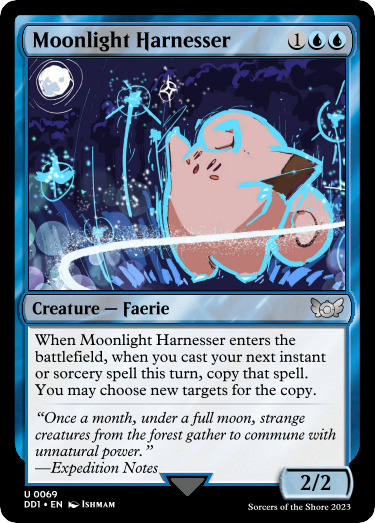 Moonlight Harnesser 1
Creature — Faerie
When Moonlight Harnesser enters the
battlefield, when you cast your next instant
or sorcery spell this turn, copy that spell.
You may choose new targets for the copy.
“Once a month, under a full moon, strange
creatures from the forest gather to commune with
unnatural power.”
—Expedition Notes
2/2
U 0069
DD1 • EN Ishmam
Sorcers of the Shore 2023